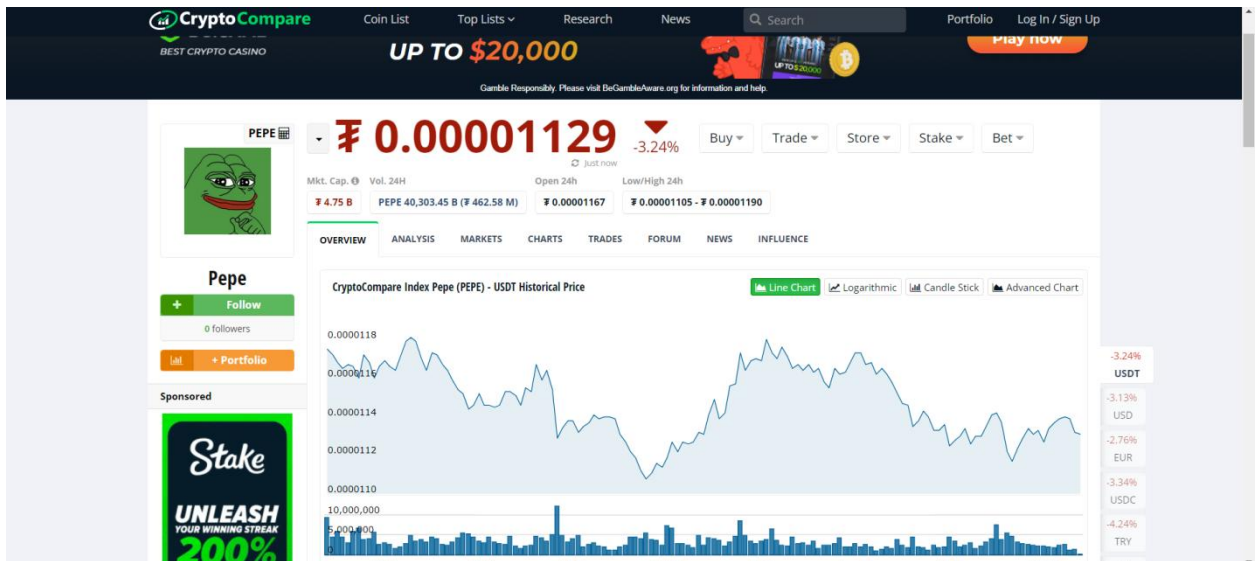 CryptoCompare Coin List Top Lists Research News Search Portfolio Log In / Sign Up
BEST CRYPTO CASINO
UP TO $20,000
UP TO $20,000
Play now
Gamble Responsibly. Please visit BeGambleAware.org for information and help.
PEPE
₮ 0.00001129
-3.24%
Just now
Buy Trade Store Stake Bet
Mkt. Cap. Vol. 24H Open 24h Low/High 24h
₮ 4.75 B PEPE 40,303.45 B (₮ 462.58 M) ₮ 0.00001167 ₮ 0.00001105 - ₮ 0.00001190
OVERVIEW ANALYSIS MARKETS CHARTS TRADES FORUM NEWS INFLUENCE
Pepe
+ Follow
0 followers
+ Portfolio
Sponsored
Stake
UNLEASH
YOUR WINNING STREAK
200%
CryptoCompare Index Pepe (PEPE) - USDT Historical Price
Line Chart Logarithmic Candle Stick Advanced Chart
0.0000118
0.0000116
0.0000114
0.0000112
0.0000110
10,000,000
5,000,000
0
-3.24%
USDT
-3.13%
USD
-2.76%
EUR
-3.34%
USDC
-4.24%
TRY